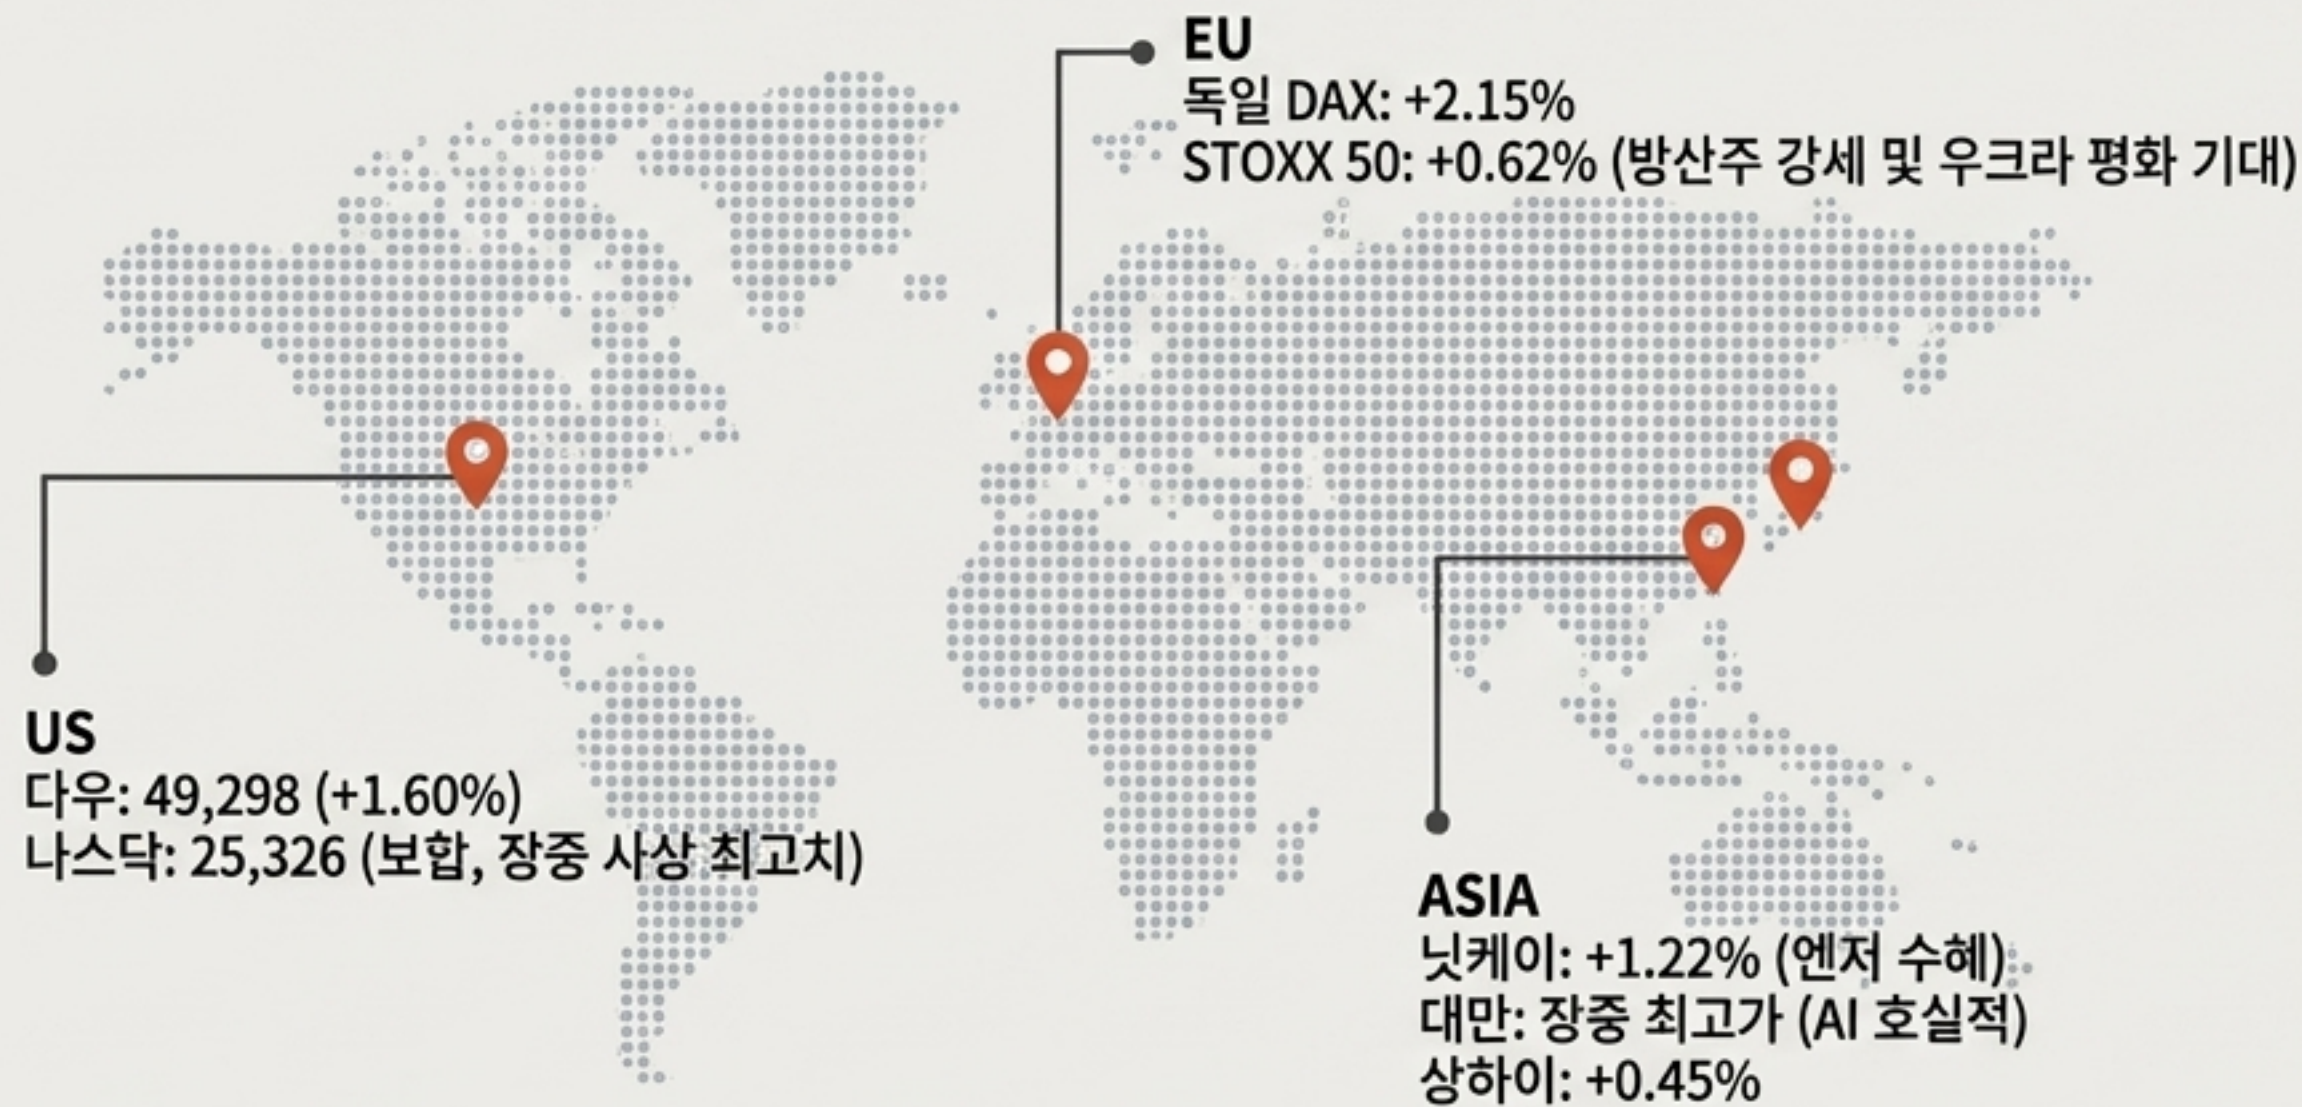 EU
독일 DAX: +2.15%
STOXX 50: +0.62% (방산주 강세 및 우크라 평화 기대)
US
다우: 49,298 (+1.60%)
나스닥: 25,326 (보합, 장중 사상 최고치)
ASIA
닛케이: +1.22% (엔저 수혜)
대만: 장중 최고가 (AI 호실적)
상하이: +0.45%